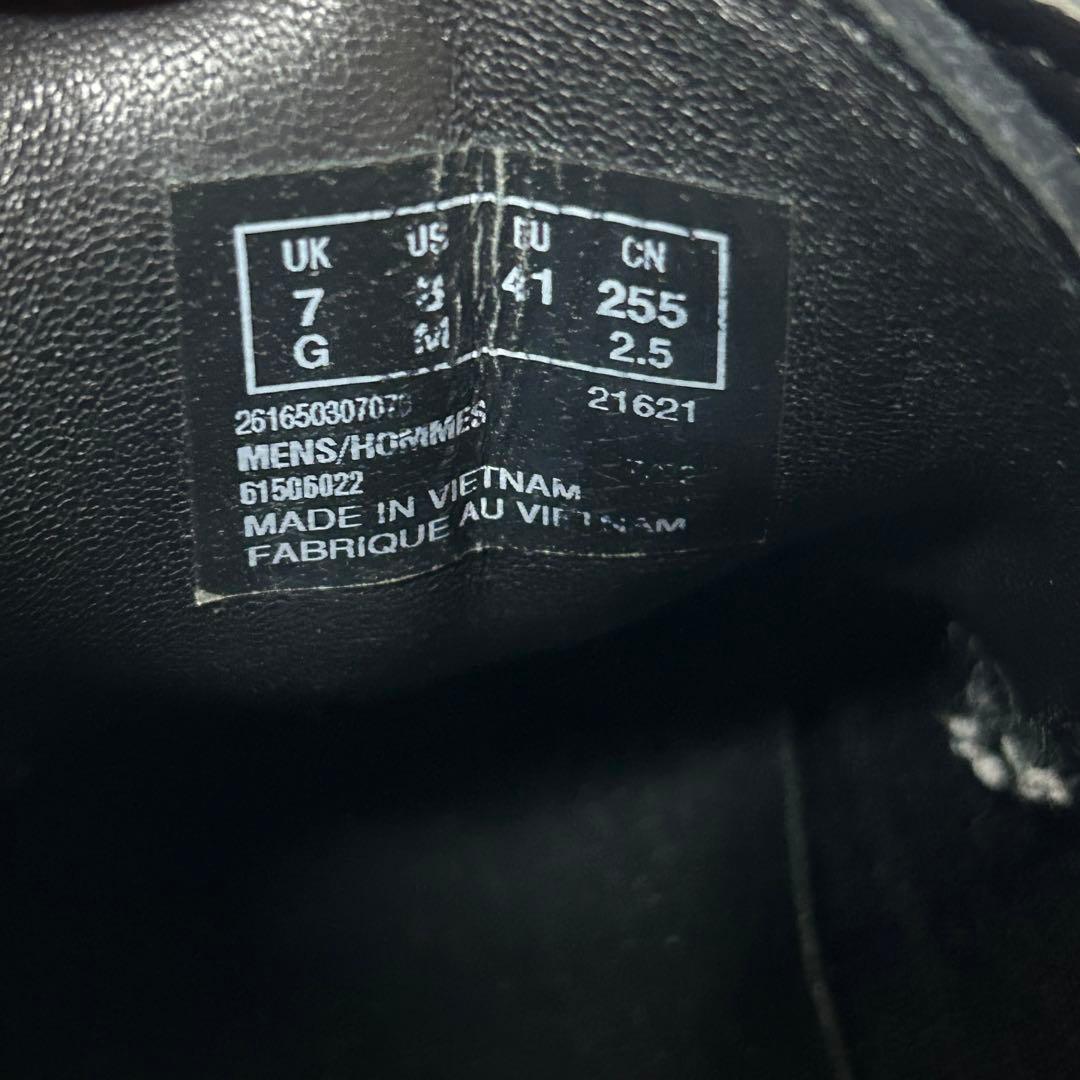 UK US EU CN
7 8 41 255
G M 2.5
261650307070 21621
MENS/HOMMES
61506022
MADE IN VIETNAM
FABRIQUE AU VIETNAM